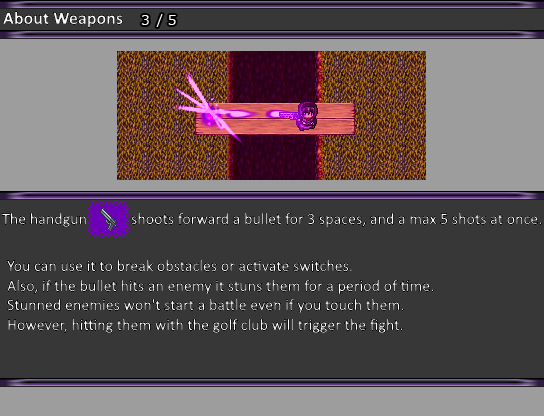 About Weapons 3 / 5
The handgun shoots forward a bullet for 3 spaces, and a max 5 shots at once.
You can use it to break obstacles or activate switches.
Also, if the bullet hits an enemy it stuns them for a period of time.
Stunned enemies won't start a battle even if you touch them.
However, hitting them with the golf club will trigger the fight.